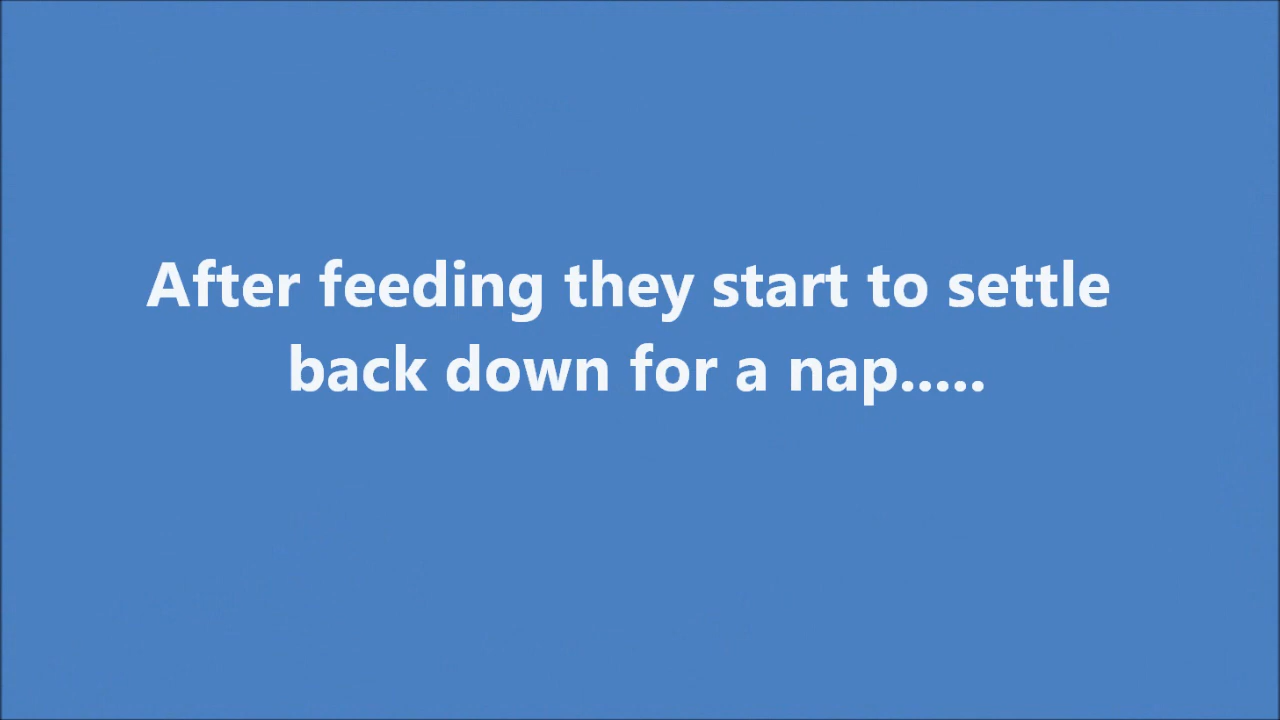 After feeding they start to settle
back down for a nap.....